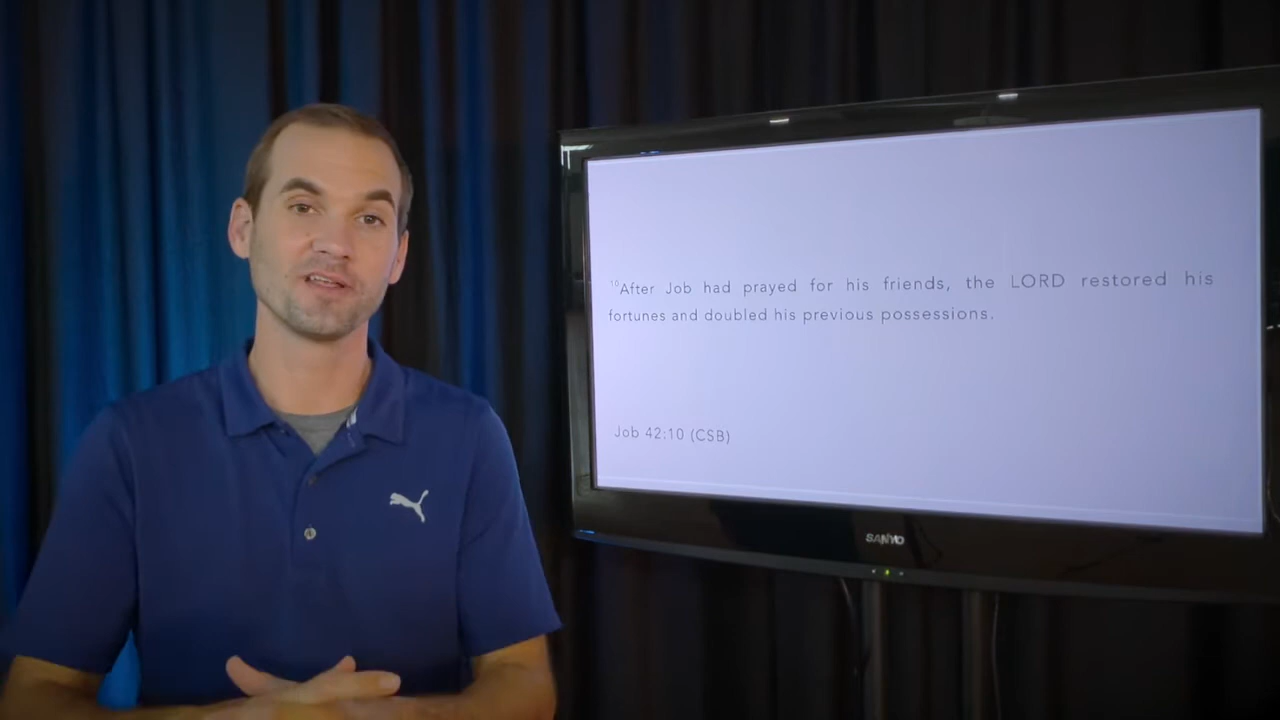 ¹⁰After Job had prayed for his friends, the LORD restored his
fortunes and doubled his previous possessions.
Job 42:10 (CSB)
SANYO